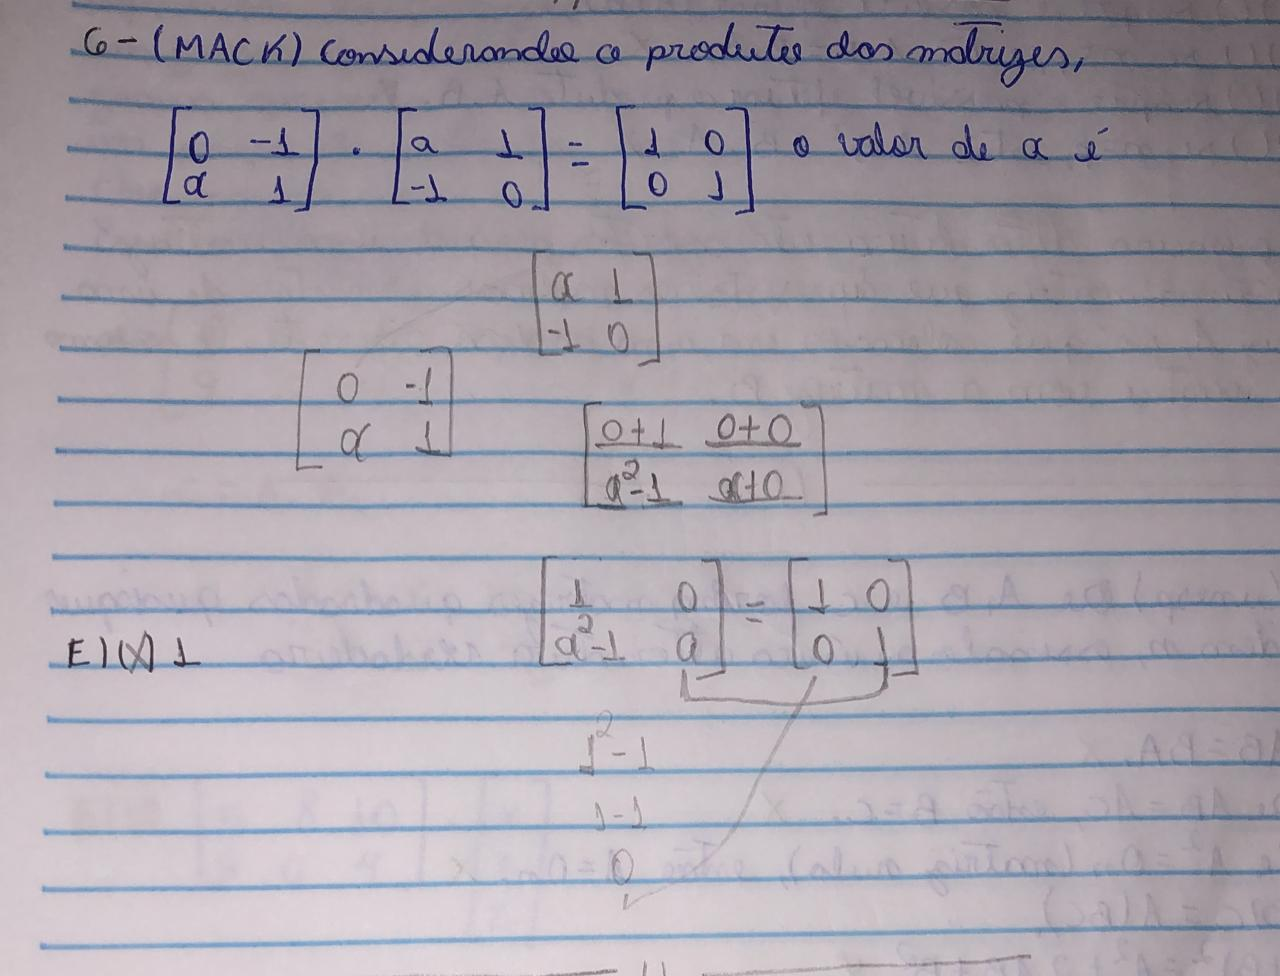 6-(MACK) considerando o produto das matrizes,
[0 -1] . [a 1] = [1 0] o valor de a é
[a 1] [-1 0] [0 1]
[a 1]
[-1 0]
[0 -1]
[a 1]
[0+1 0+0]
[a²-1 a+0]
[1 0] = [1 0]
[a²-1 a] [0 1]
E)(X) 1
1²-1
1-1
0